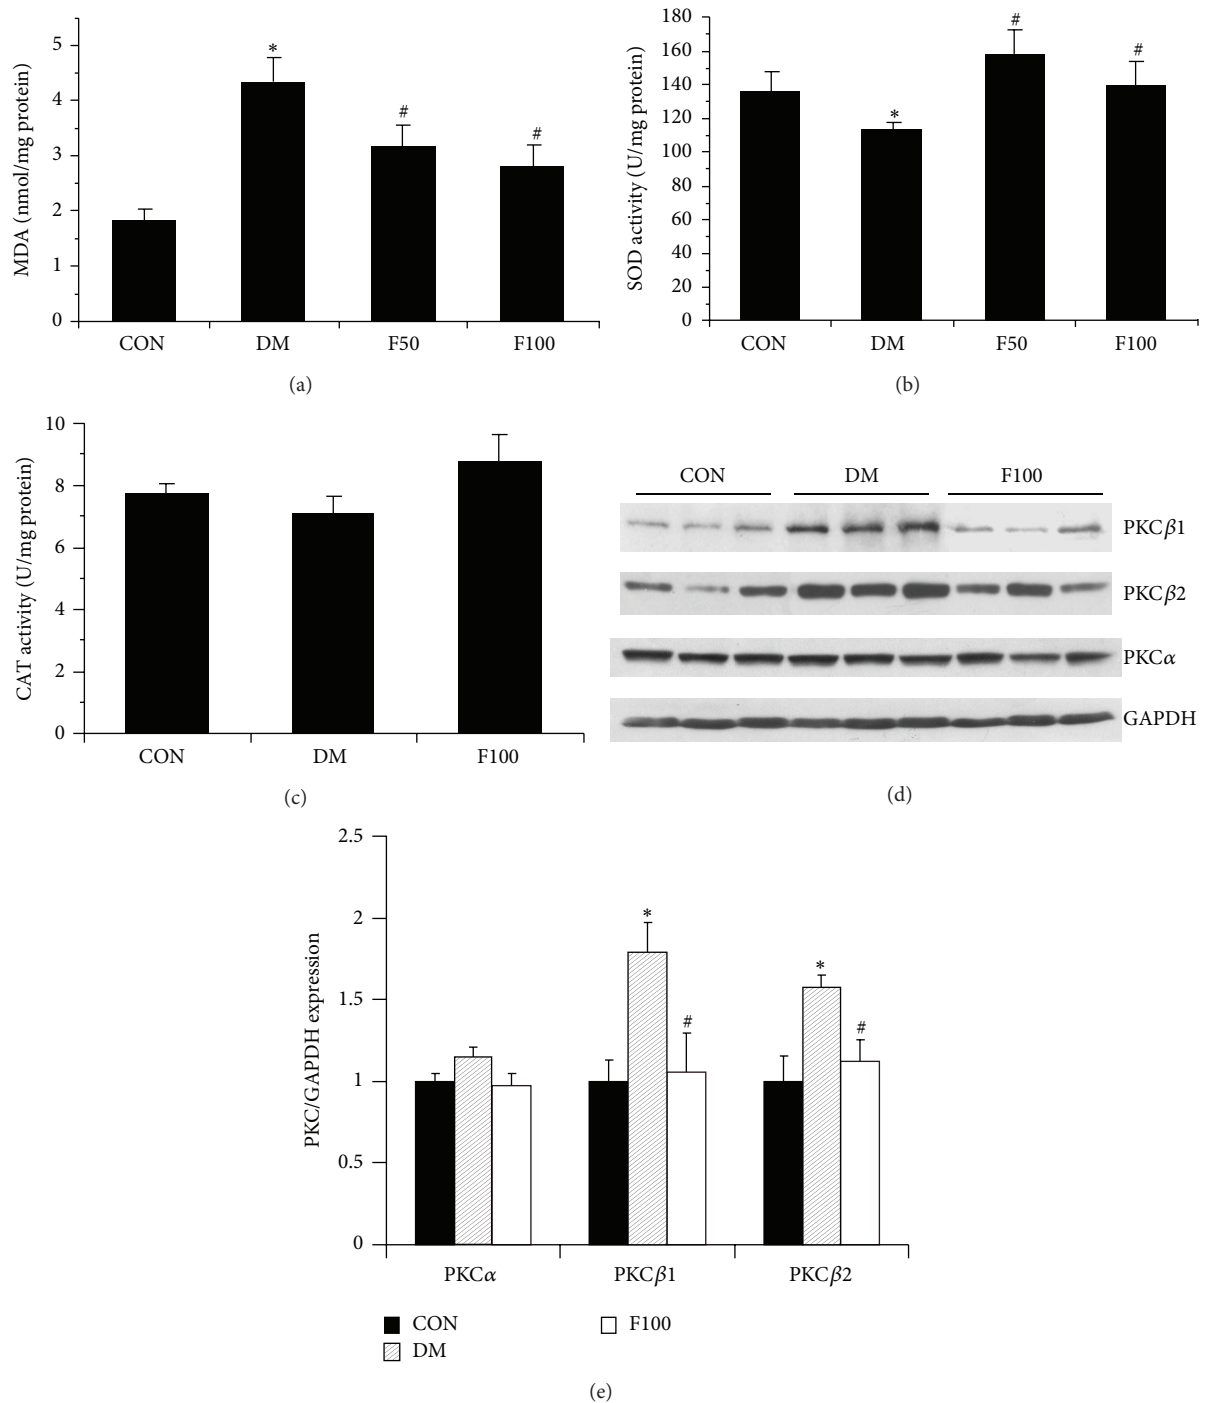 MDA (nmol/mg protein)
5
4
3
2
1
0
*
#
#
CON DM F50 F100
(a)
SOD activity (U/mg protein)
180
160
140
120
100
80
60
40
20
0
*
#
#
CON DM F50 F100
(b)
CAT activity (U/mg protein)
10
8
6
4
2
0
CON DM F100
(c)
CON DM F100
PKCβ1
PKCβ2
PKCα
GAPDH
(d)
PKC/GAPDH expression
2.5
2
1.5
1
0.5
0
*
#
*
#
PKCα PKCβ1 PKCβ2
CON F100
DM
(e)